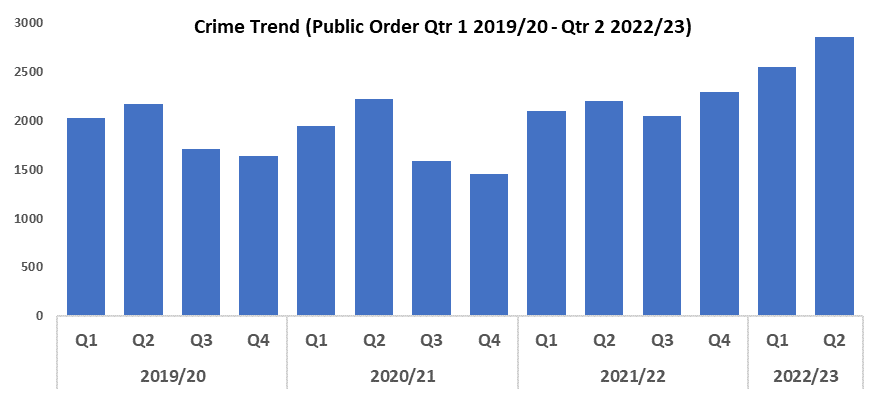 Crime Trend (Public Order Qtr 1 2019/20 - Qtr 2 2022/23)
3000
2500
2000
1500
1000
500
0
Q1 Q2 Q3 Q4 Q1 Q2 Q3 Q4 Q1 Q2 Q3 Q4 Q1 Q2
2019/20 2020/21 2021/22 2022/23